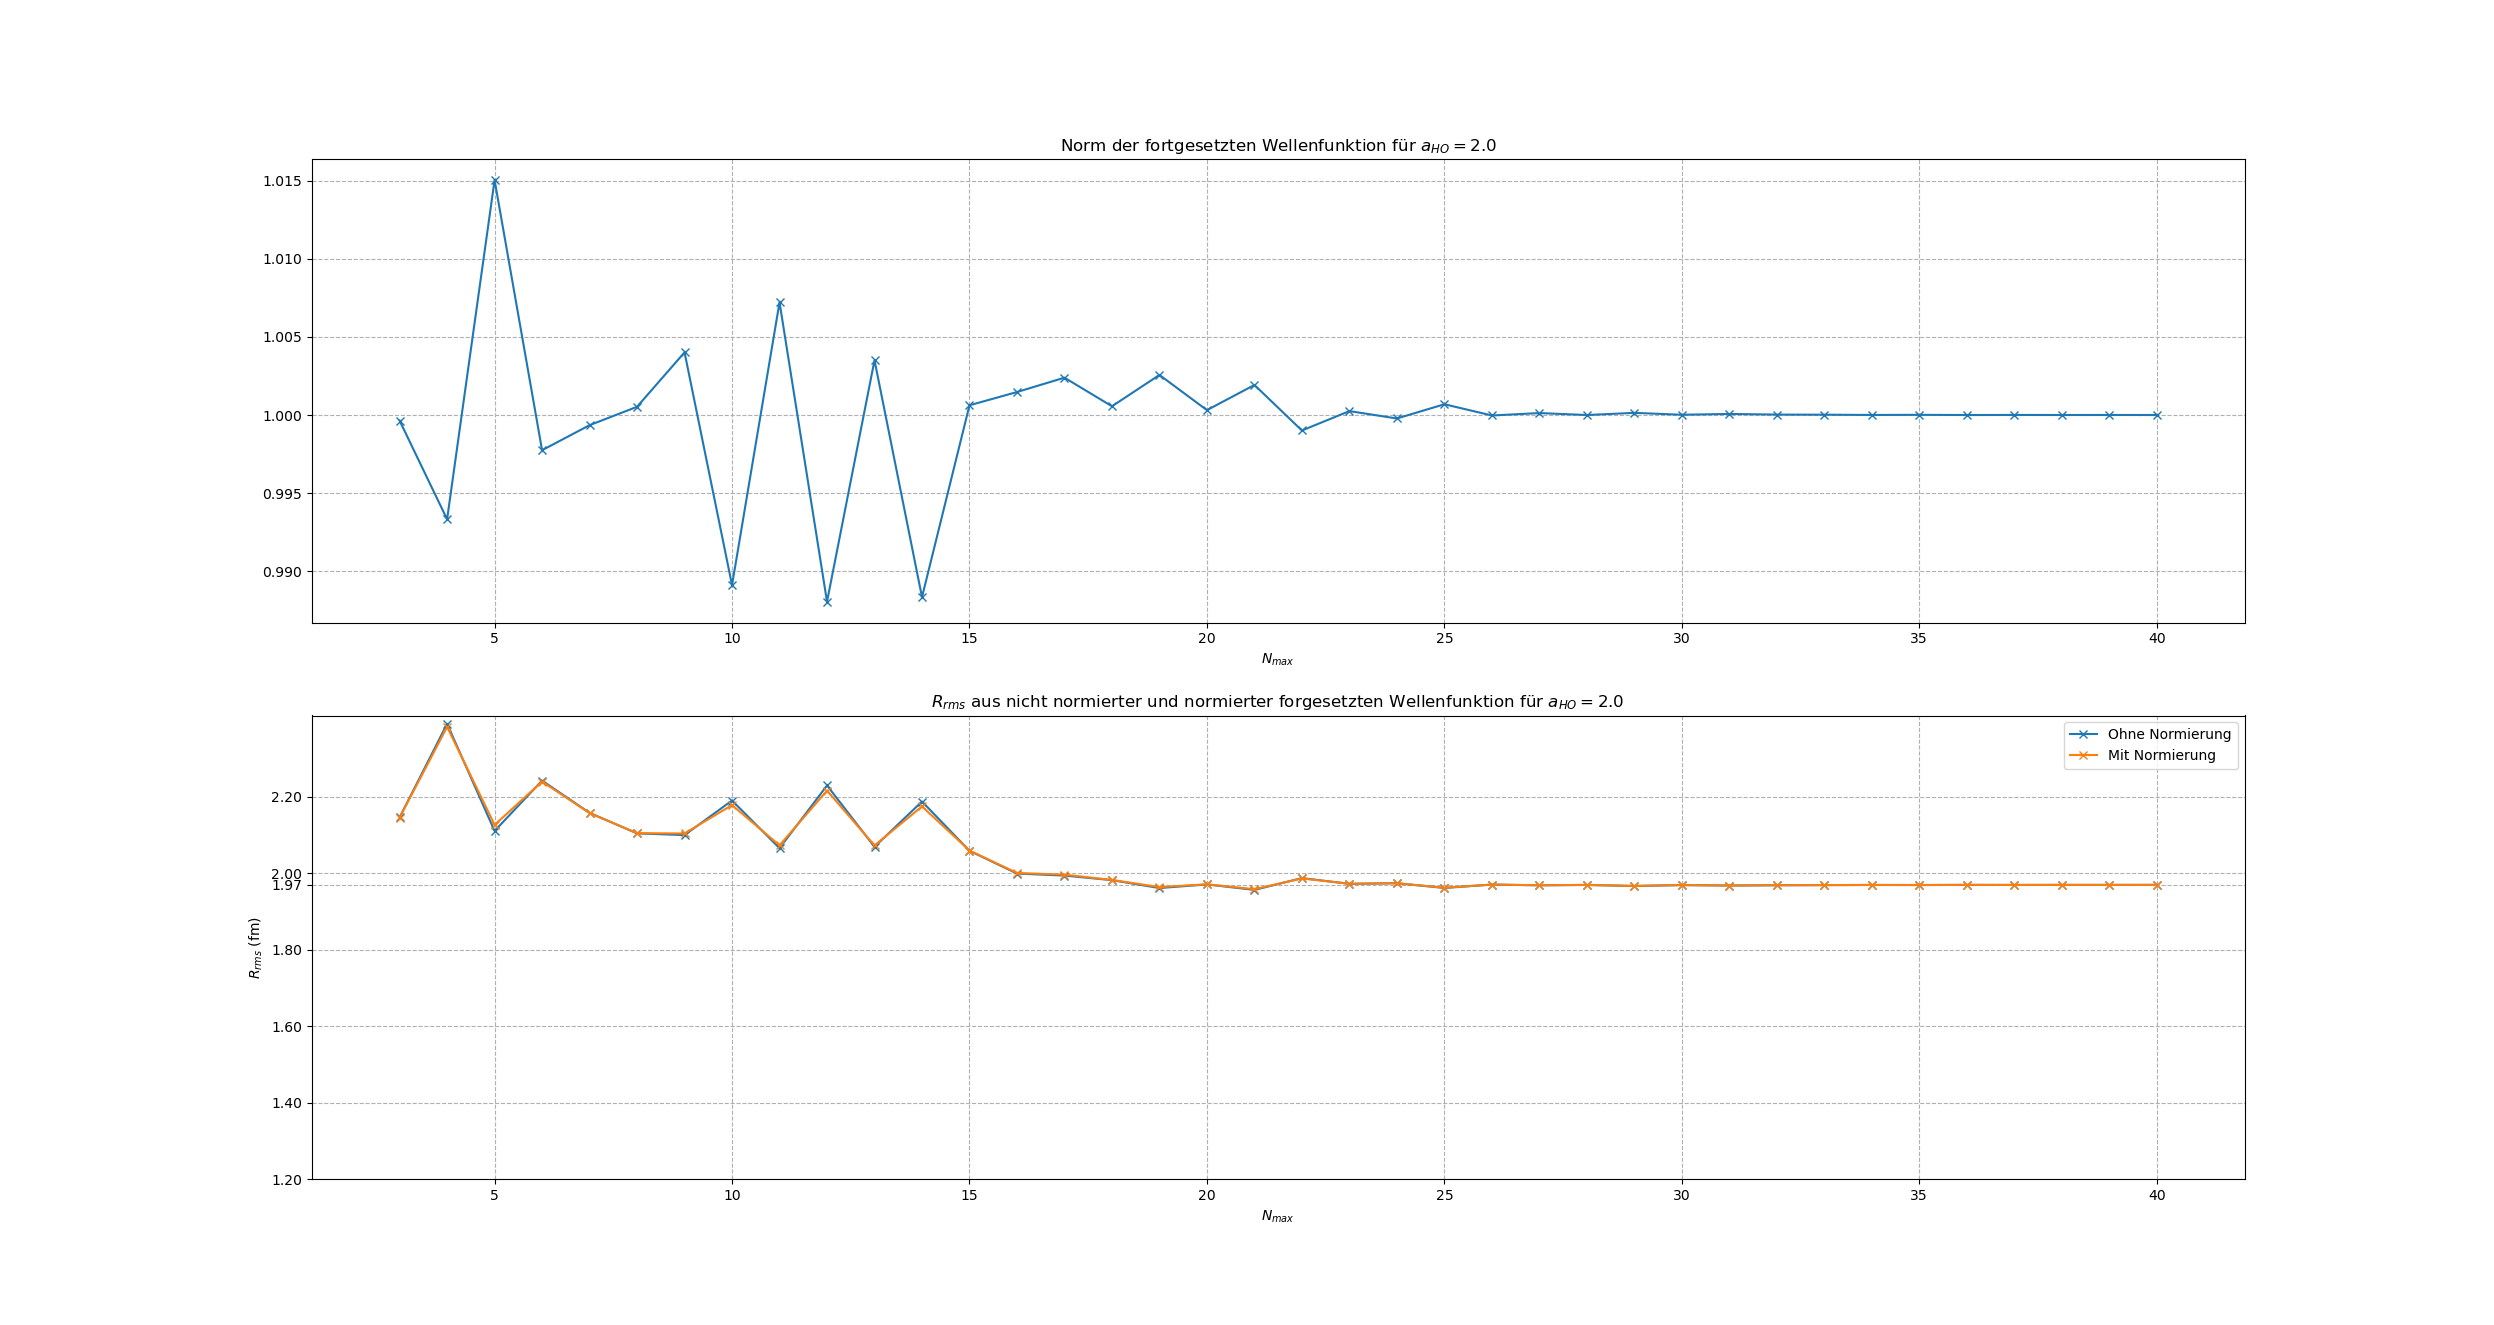 Norm der fortgesetzten Wellenfunktion für a_{HO} = 2.0
1.015
1.010
1.005
1.000
0.995
0.990
5 10 15 20 25 30 35 40
N_{max}
R_{rms} aus nicht normierter und normierter forgesetzten Wellenfunktion für a_{HO} = 2.0
Ohne Normierung
Mit Normierung
2.20
2.00
1.97
1.80
1.60
1.40
1.20
R_{rms} (fm)
5 10 15 20 25 30 35 40
N_{max}